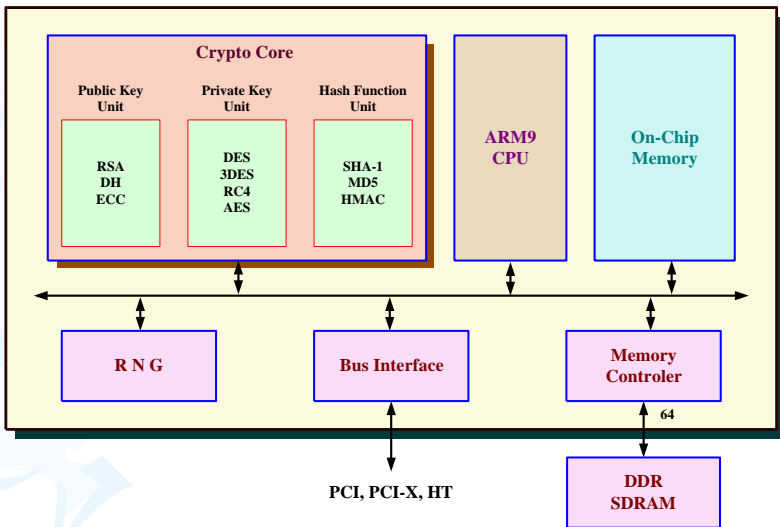 Crypto Core
Public Key
Unit
RSA
DH
ECC
Private Key
Unit
DES
3DES
RC4
AES
Hash Function
Unit
SHA-1
MD5
HMAC
ARM9
CPU
On-Chip
Memory
R N G
Bus Interface
Memory
Controler
64
PCI, PCI-X, HT
DDR
SDRAM